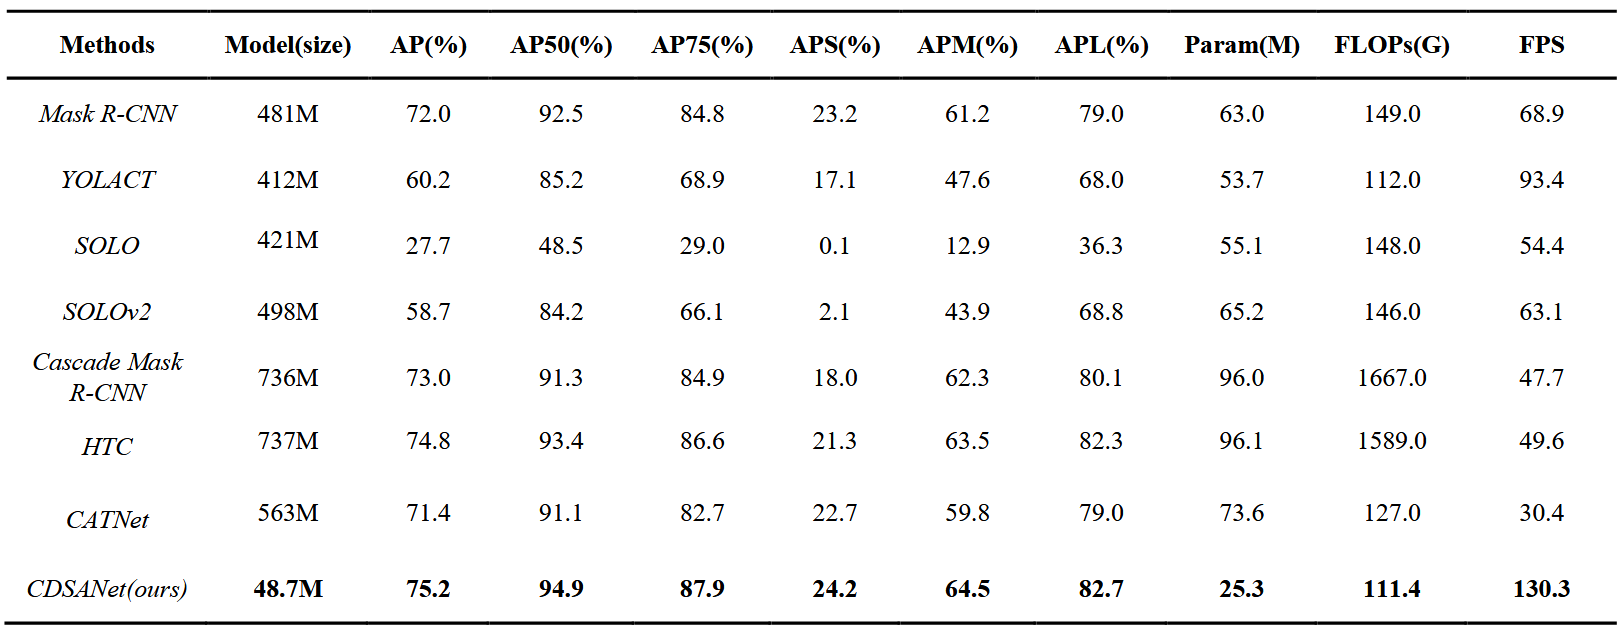 Methods Model(size) AP(%) AP50(%) AP75(%) APS(%) APM(%) APL(%) Param(M) FLOPs(G) FPS
Mask R-CNN 481M 72.0 92.5 84.8 23.2 61.2 79.0 63.0 149.0 68.9
YOLACT 412M 60.2 85.2 68.9 17.1 47.6 68.0 53.7 112.0 93.4
SOLO 421M 27.7 48.5 29.0 0.1 12.9 36.3 55.1 148.0 54.4
SOLOv2 498M 58.7 84.2 66.1 2.1 43.9 68.8 65.2 146.0 63.1
Cascade Mask
R-CNN 736M 73.0 91.3 84.9 18.0 62.3 80.1 96.0 1667.0 47.7
HTC 737M 74.8 93.4 86.6 21.3 63.5 82.3 96.1 1589.0 49.6
CATNet 563M 71.4 91.1 82.7 22.7 59.8 79.0 73.6 127.0 30.4
CDSANet(ours) 48.7M 75.2 94.9 87.9 24.2 64.5 82.7 25.3 111.4 130.3